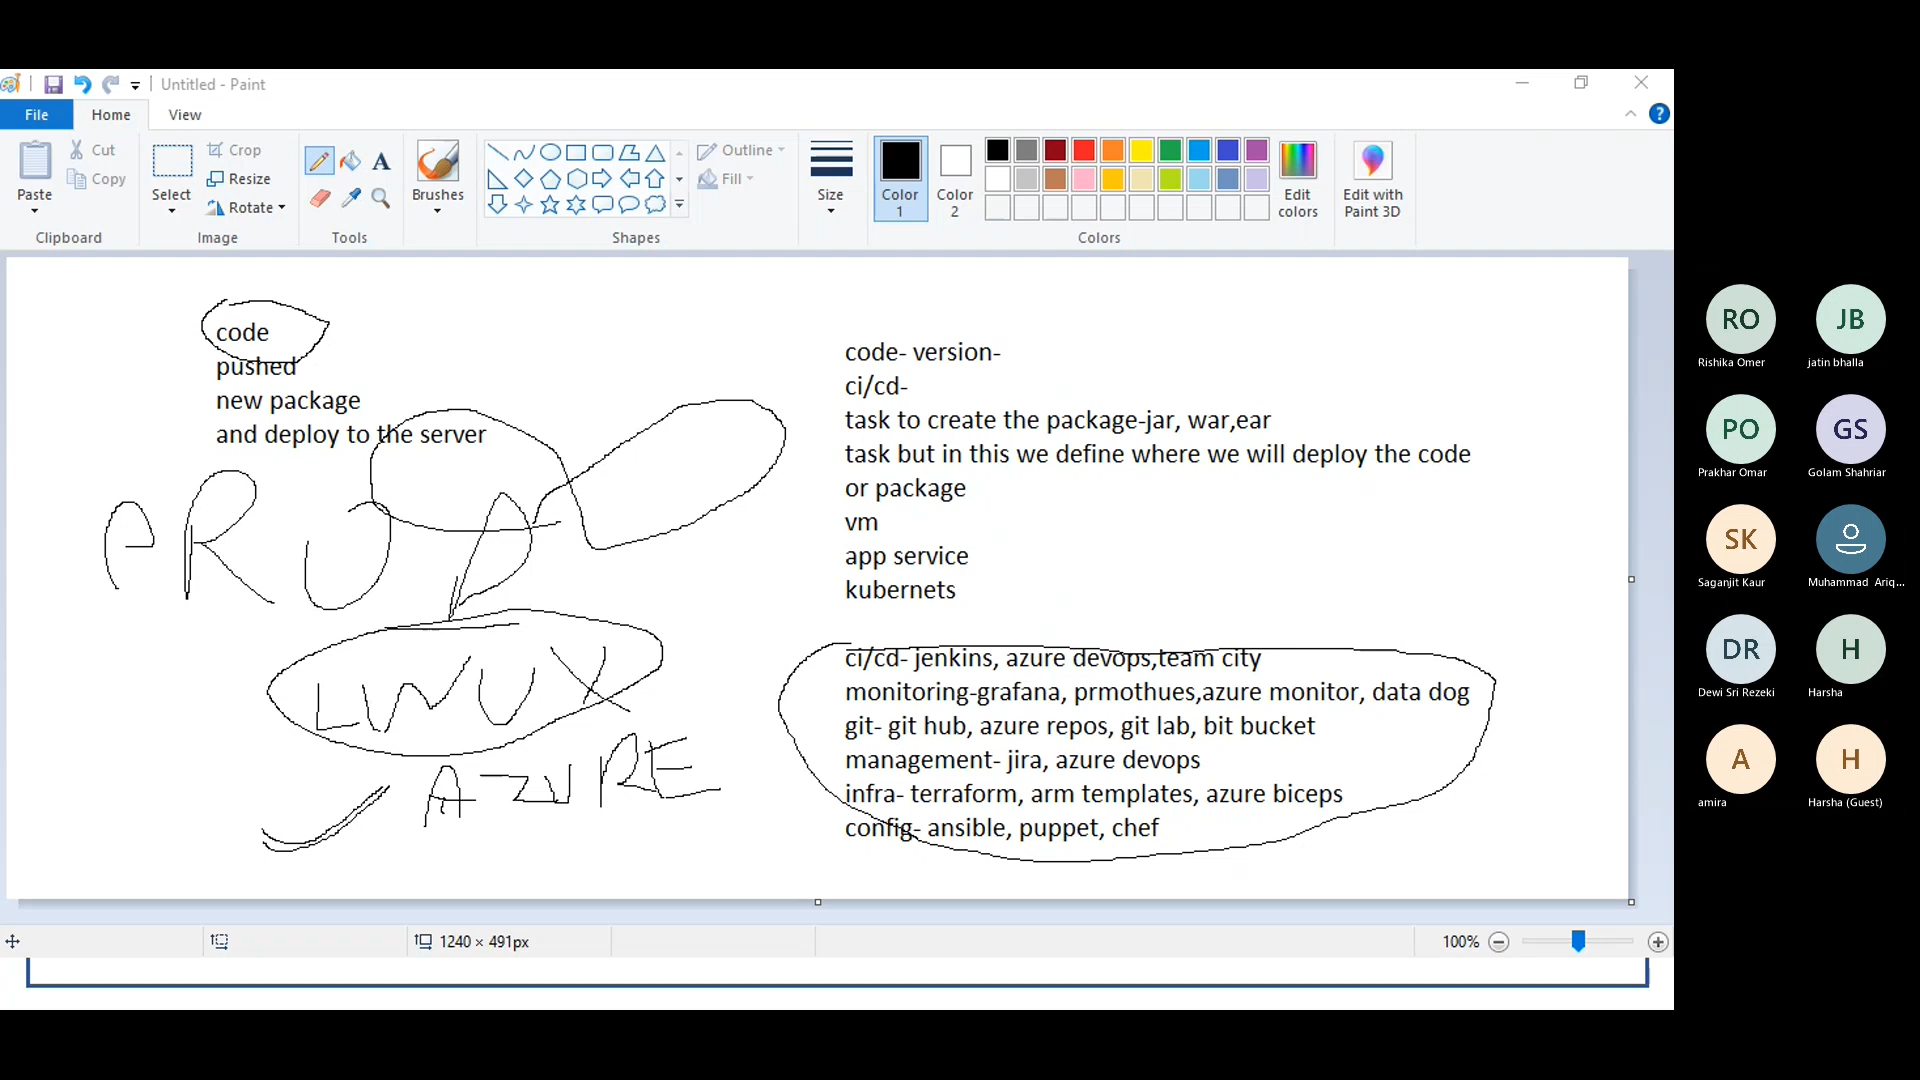 Untitled - Paint
File
Home
View
Paste
Cut
Copy
Clipboard
Select
Crop
Resize
Rotate
Image
Tools
Brushes
Outline
Fill
Shapes
Size
Color 1
Color 2
Edit colors
Colors
Edit with Paint 3D
code
pushed
new package
and deploy to the server
PROD
LINUX
AZURE
code- version-
ci/cd-
task to create the package-jar, war,ear
task but in this we define where we will deploy the code
or package
vm
app service
kubernets
ci/cd- jenkins, azure devops,team city
monitoring-grafana, prmothues,azure monitor, data dog
git- git hub, azure repos, git lab, bit bucket
management- jira, azure devops
infra- terraform, arm templates, azure biceps
config- ansible, puppet, chef
1240 × 491px
100%
RO
Rishika Omer
JB
jatin bhalla
PO
Prakhar Omar
GS
Golam Shahriar
SK
Saganjit Kaur
Muhammad Ariq...
DR
Dewi Sri Rezeki
H
Harsha
A
amira
H
Harsha (Guest)